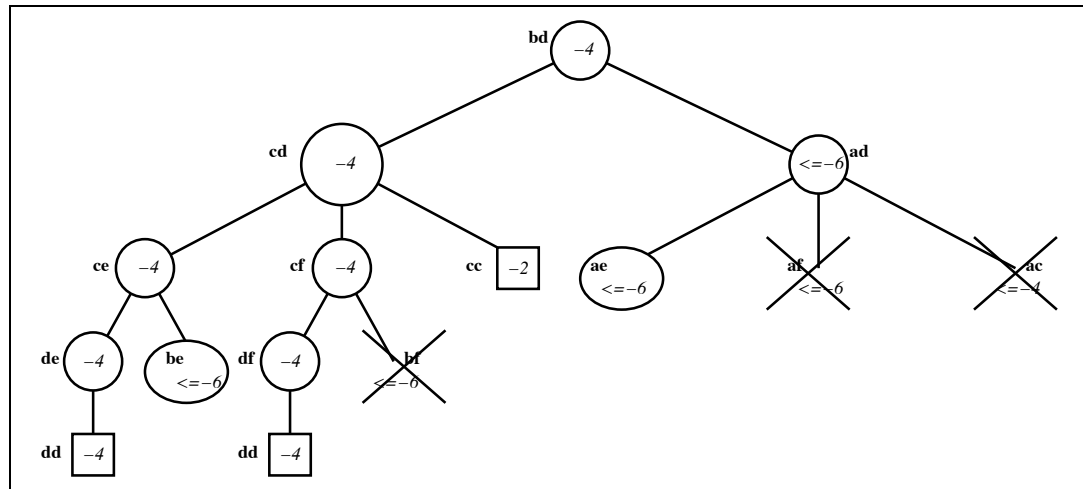 bd −4
cd −4
ad <=−6
ce −4
cf −4
cc −2
ae <=−6
af <=−6
ac <=−4
de −4
be <=−6
df −4
bf <=−6
dd −4
dd −4